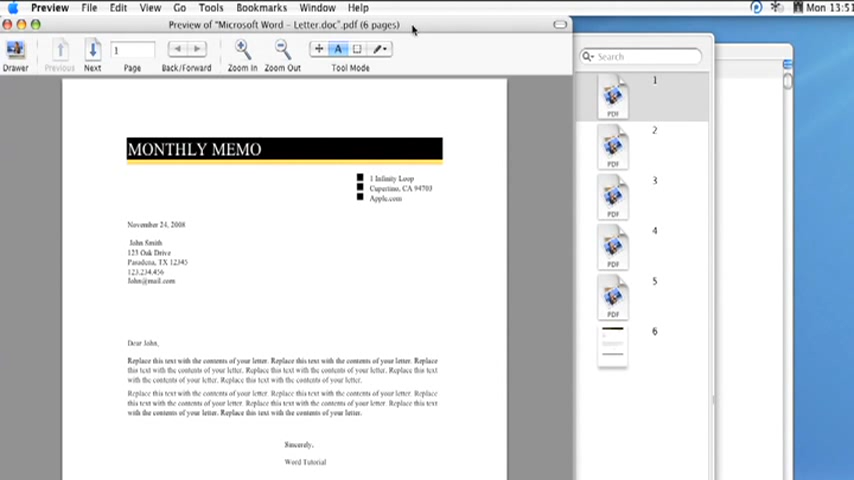 Preview File Edit View Go Tools Bookmarks Window Help Mon 13:51
Preview of "Microsoft Word - Letter.doc".pdf (6 pages)
1
Drawer Previous Next Page Back/Forward Zoom In Zoom Out Tool Mode
A
Search
1
PDF
2
PDF
3
PDF
4
PDF
5
PDF
6
MONTHLY MEMO
1 Infinity Loop
Cupertino, CA 94703
Apple.com
November 24, 2008
John Smith
125 Oak Drive
Pasadena, TX 12345
123.234.456
John@mail.com
Dear John,
Replace this text with the contents of your letter. Replace this text with the contents of your letter. Replace
this text with the contents of your letter. Replace this text with the contents of your letter. Replace this text
with the contents of your letter. Replace this text with the contents of your letter.
Replace this text with the contents of your letter. Replace this text with the contents of your letter. Replace
this text with the contents of your letter. Replace this text with the contents of your letter. Replace this text
with the contents of your letter. Replace this text with the contents of your letter.
Sincerely,
Word Tutorial